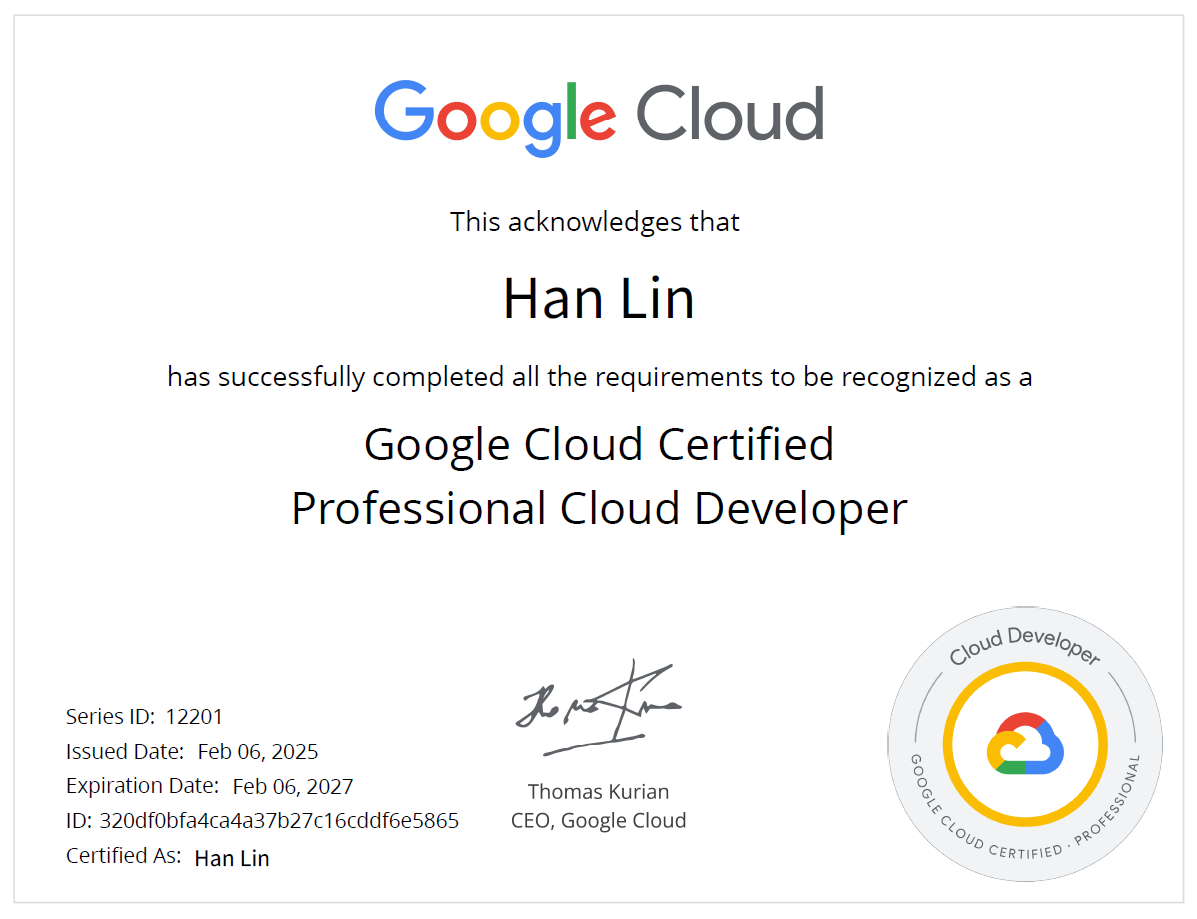 Google Cloud
This acknowledges that
Han Lin
has successfully completed all the requirements to be recognized as a
Google Cloud Certified
Professional Cloud Developer
Series ID: 12201
Issued Date: Feb 06, 2025
Expiration Date: Feb 06, 2027
ID: 320df0bfa4ca4a37b27c16cddf6e5865
Certified As: Han Lin
Thomas Kurian
CEO, Google Cloud
Cloud Developer
GOOGLE CLOUD CERTIFIED · PROFESSIONAL